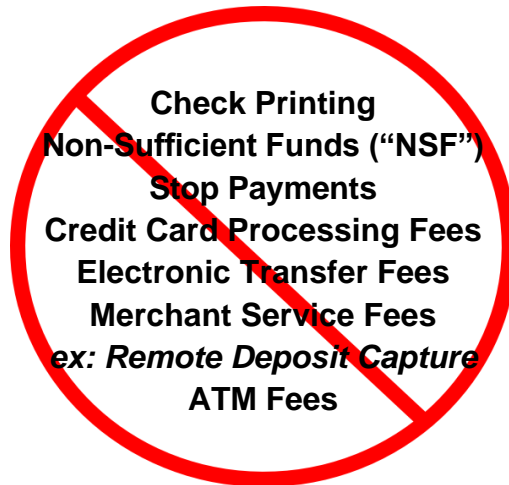 Check Printing
Non-Sufficient Funds (“NSF”)
Stop Payments
Credit Card Processing Fees
Electronic Transfer Fees
Merchant Service Fees
ex: Remote Deposit Capture
ATM Fees